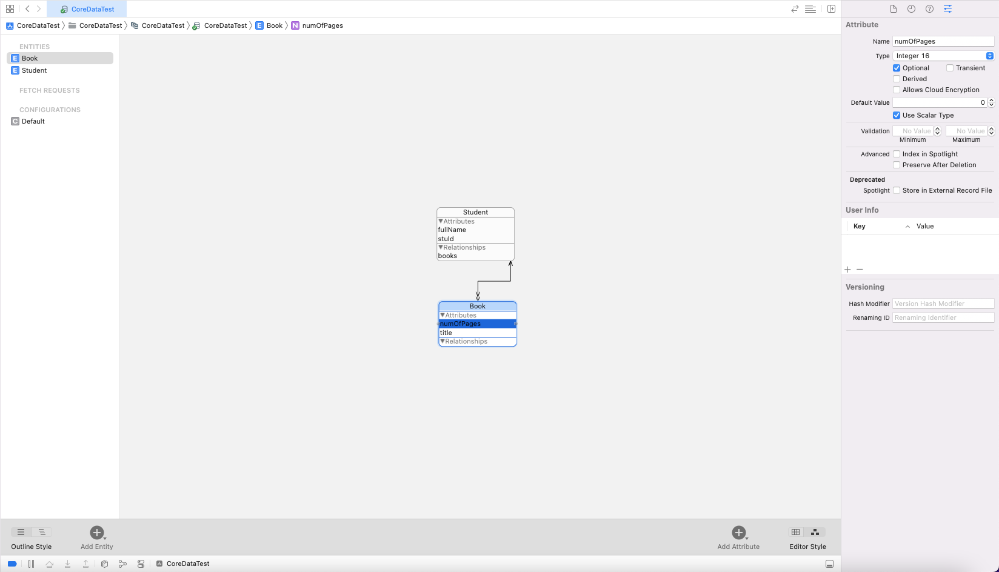 CoreDataTest
CoreDataTest CoreDataTest CoreDataTest CoreDataTest E Book N numOfPages
ENTITIES
E Book
E Student
FETCH REQUESTS
CONFIGURATIONS
C Default
Student
Attributes
fullName
stuId
Relationships
books
Book
Attributes
numOfPages
title
Relationships
Outline Style
Add Entity
Add Attribute
Editor Style
CoreDataTest
Attribute
Name numOfPages
Type Integer 16
Optional Transient
Derived
Allows Cloud Encryption
Default Value 0
Use Scalar Type
Validation No Value No Value
Minimum Maximum
Advanced Index in Spotlight
Preserve After Deletion
Deprecated
Spotlight Store in External Record File
User Info
Key Value
Versioning
Hash Modifier Version Hash Modifier
Renaming ID Renaming Identifier